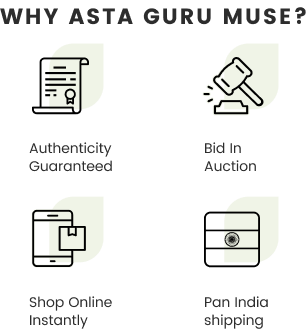 WHY ASTA GURU MUSE?
Authenticity
Guaranteed
Bid In
Auction
Shop Online
Instantly
Pan India
shipping